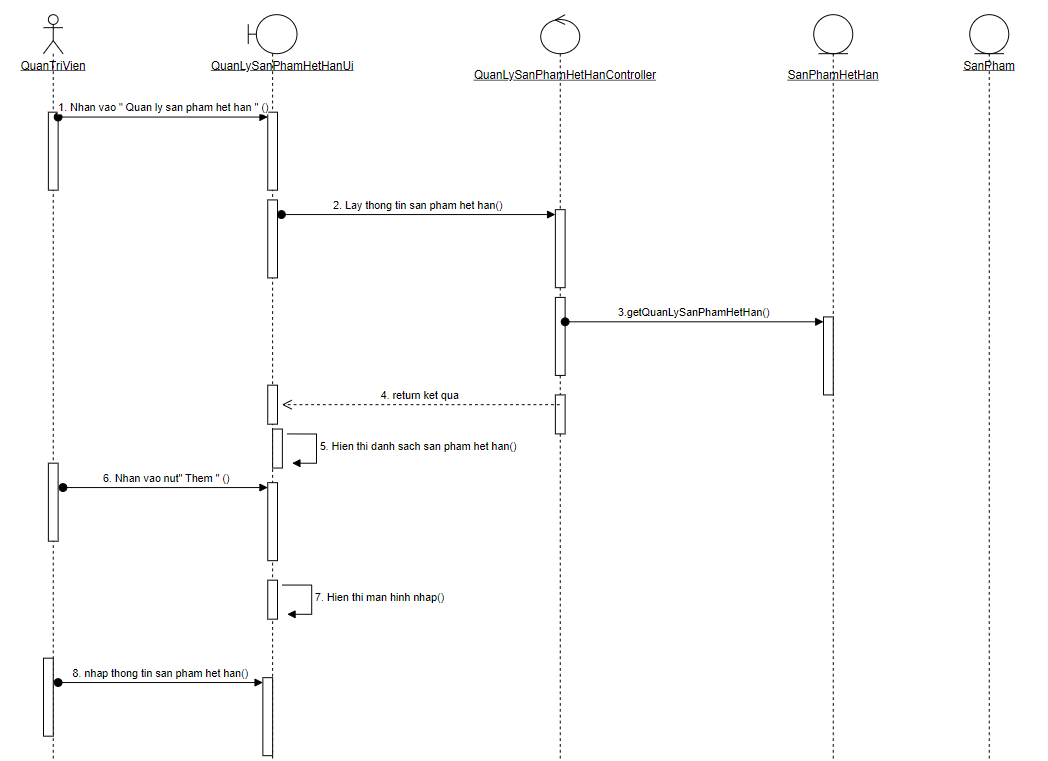 QuanTriVien
QuanLySanPhamHetHanUi
QuanLySanPhamHetHanController
SanPhamHetHan
SanPham
1. Nhan vao " Quan ly san pham het han " ()
2. Lay thong tin san pham het han()
3.getQuanLySanPhamHetHan()
4. return ket qua
5. Hien thi danh sach san pham het han()
6. Nhan vao nut" Them " ()
7. Hien thi man hinh nhap()
8. nhap thong tin san pham het han()